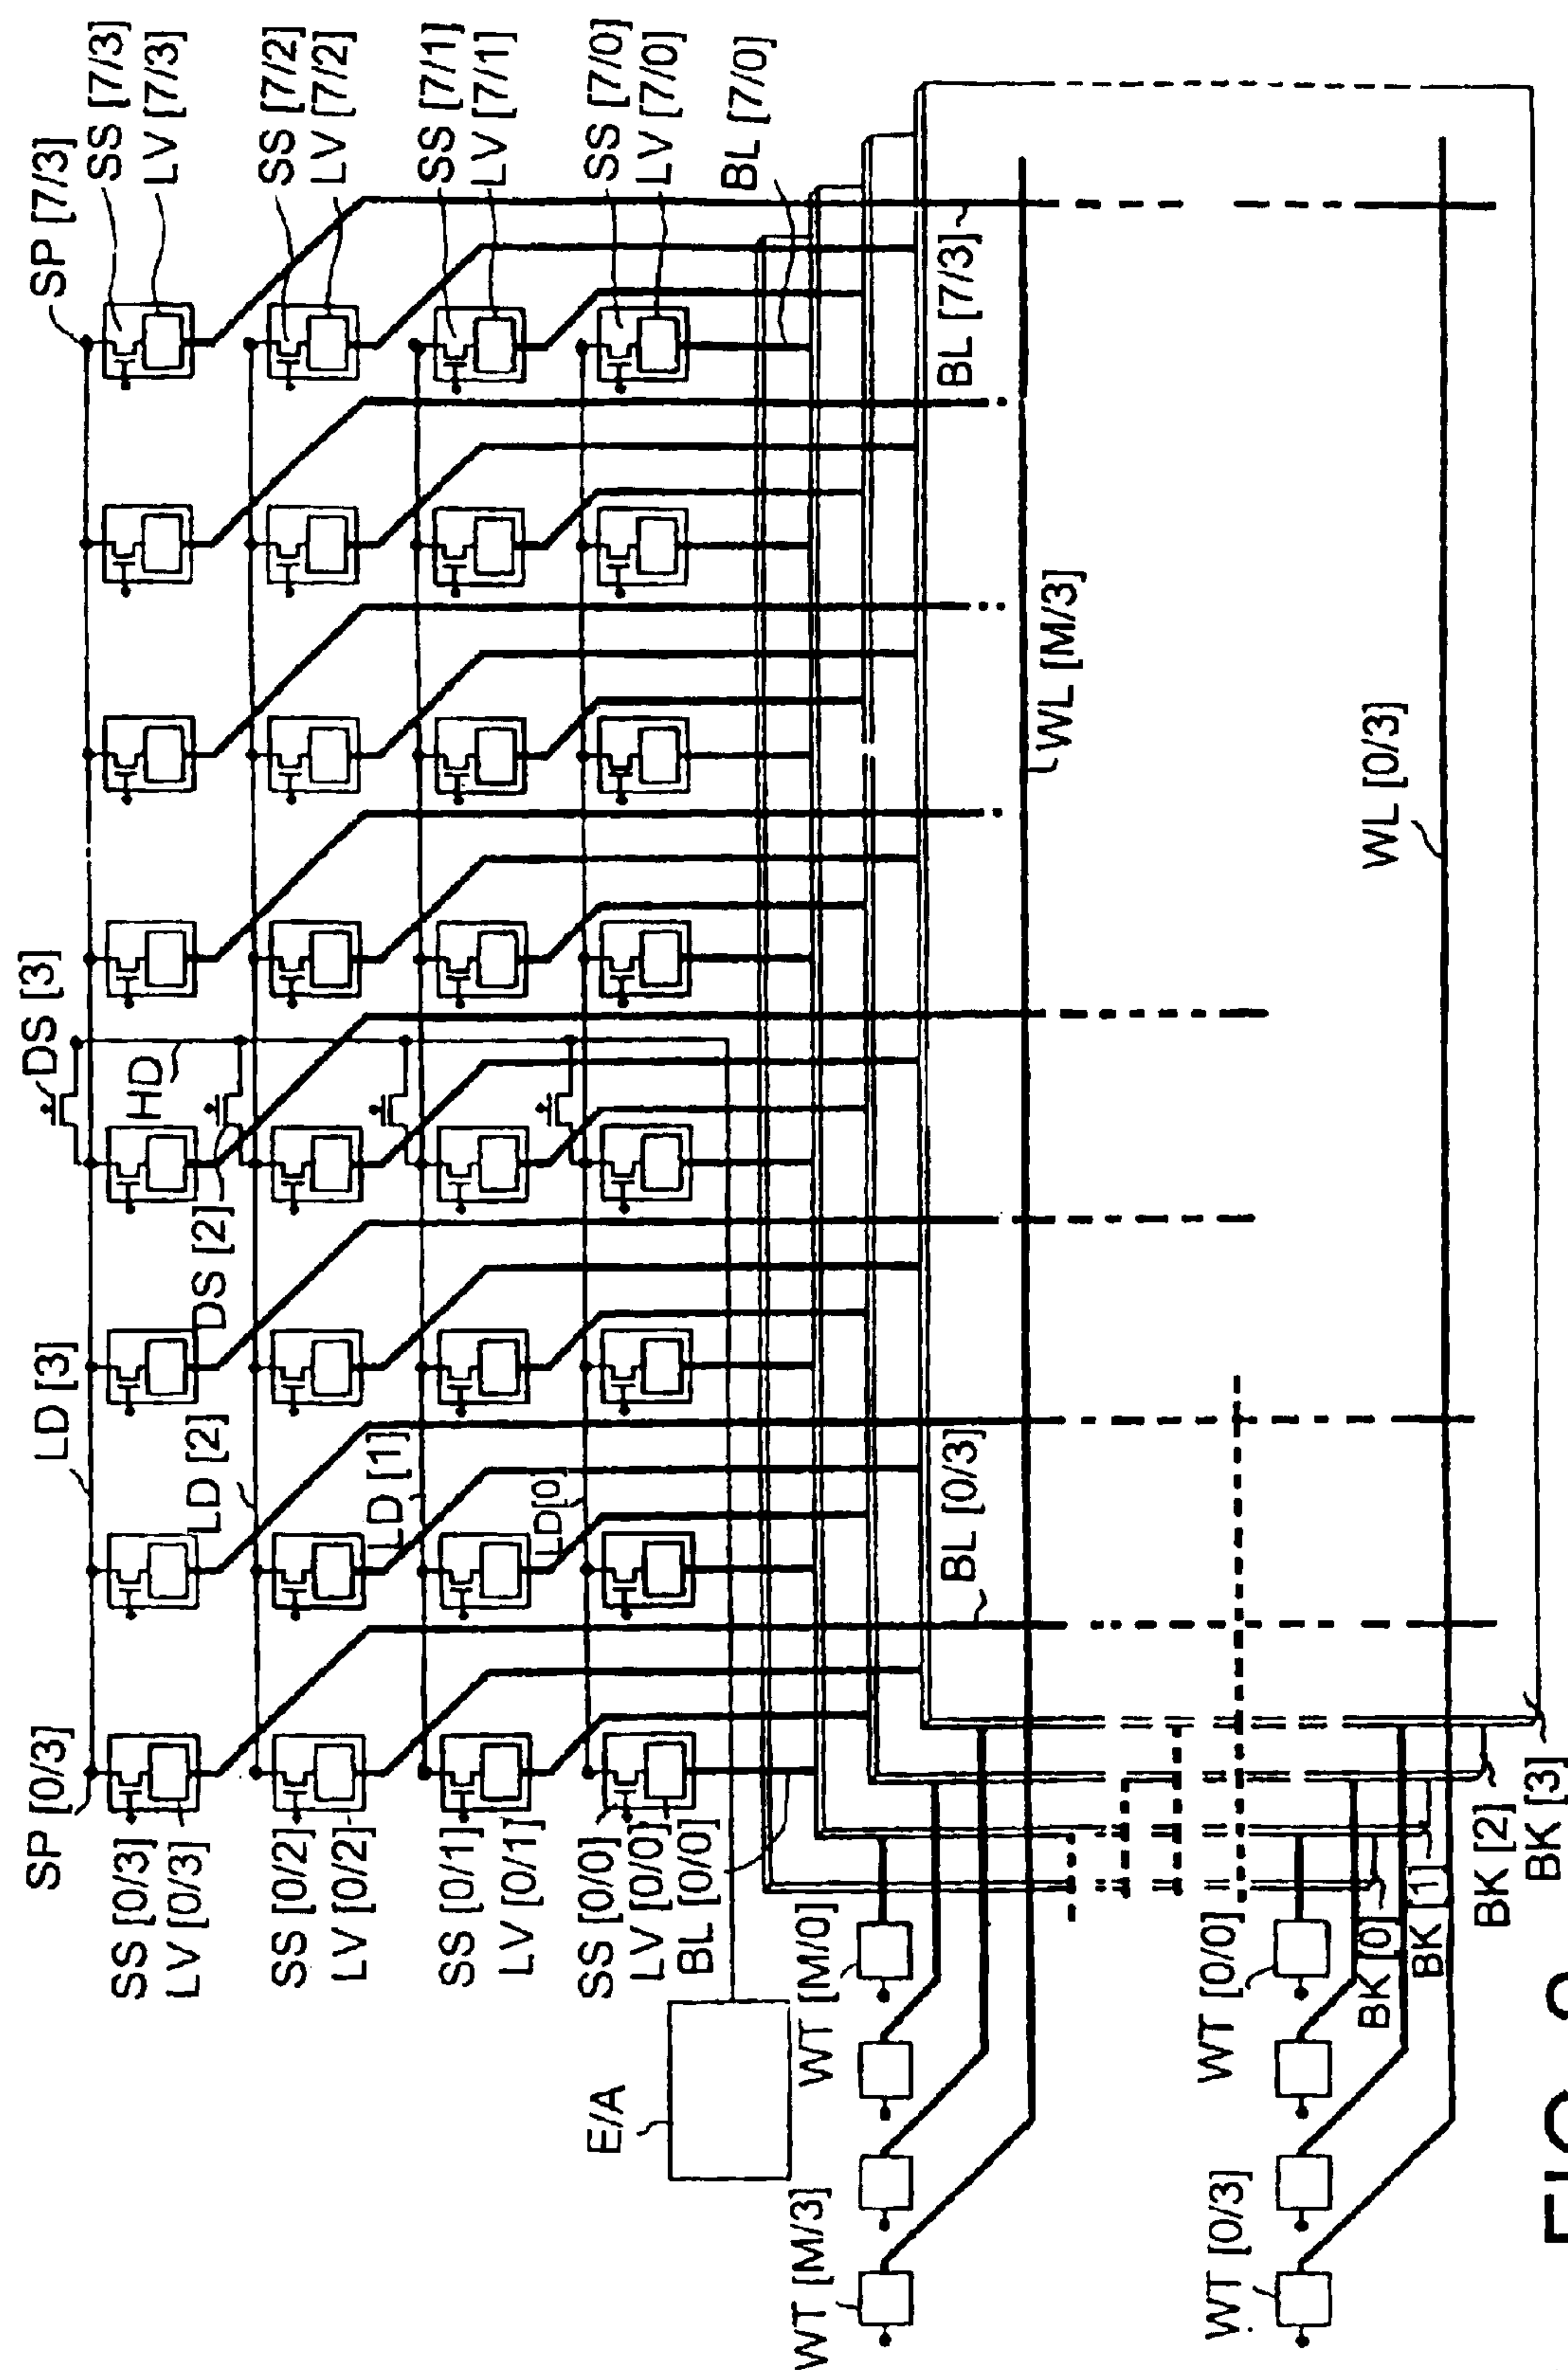 SP [0/3]
LD [3]
DS [3]
SP [7/3]
SS [7/3]
LV [7/3]
SS [7/2]
LV [7/2]
SS [7/1]
LV [7/1]
SS [7/0]
LV [7/0]
BL [7/0]
HD
DS [2]
LD [2]
LD [1]
LD [0]
SS [0/3]
LV [0/3]
SS [0/2]
LV [0/2]
SS [0/1]
LV [0/1]
SS [0/0]
LV [0/0]
BL [0/0]
E/A
BL [0/3]
BL [7/3]
WT [M/3]
WT [M/0]
WL [M/3]
WL [0/3]
WT [0/3]
WT [0/0]
BK [0]
BK [1]
BK [2]
BK [3]